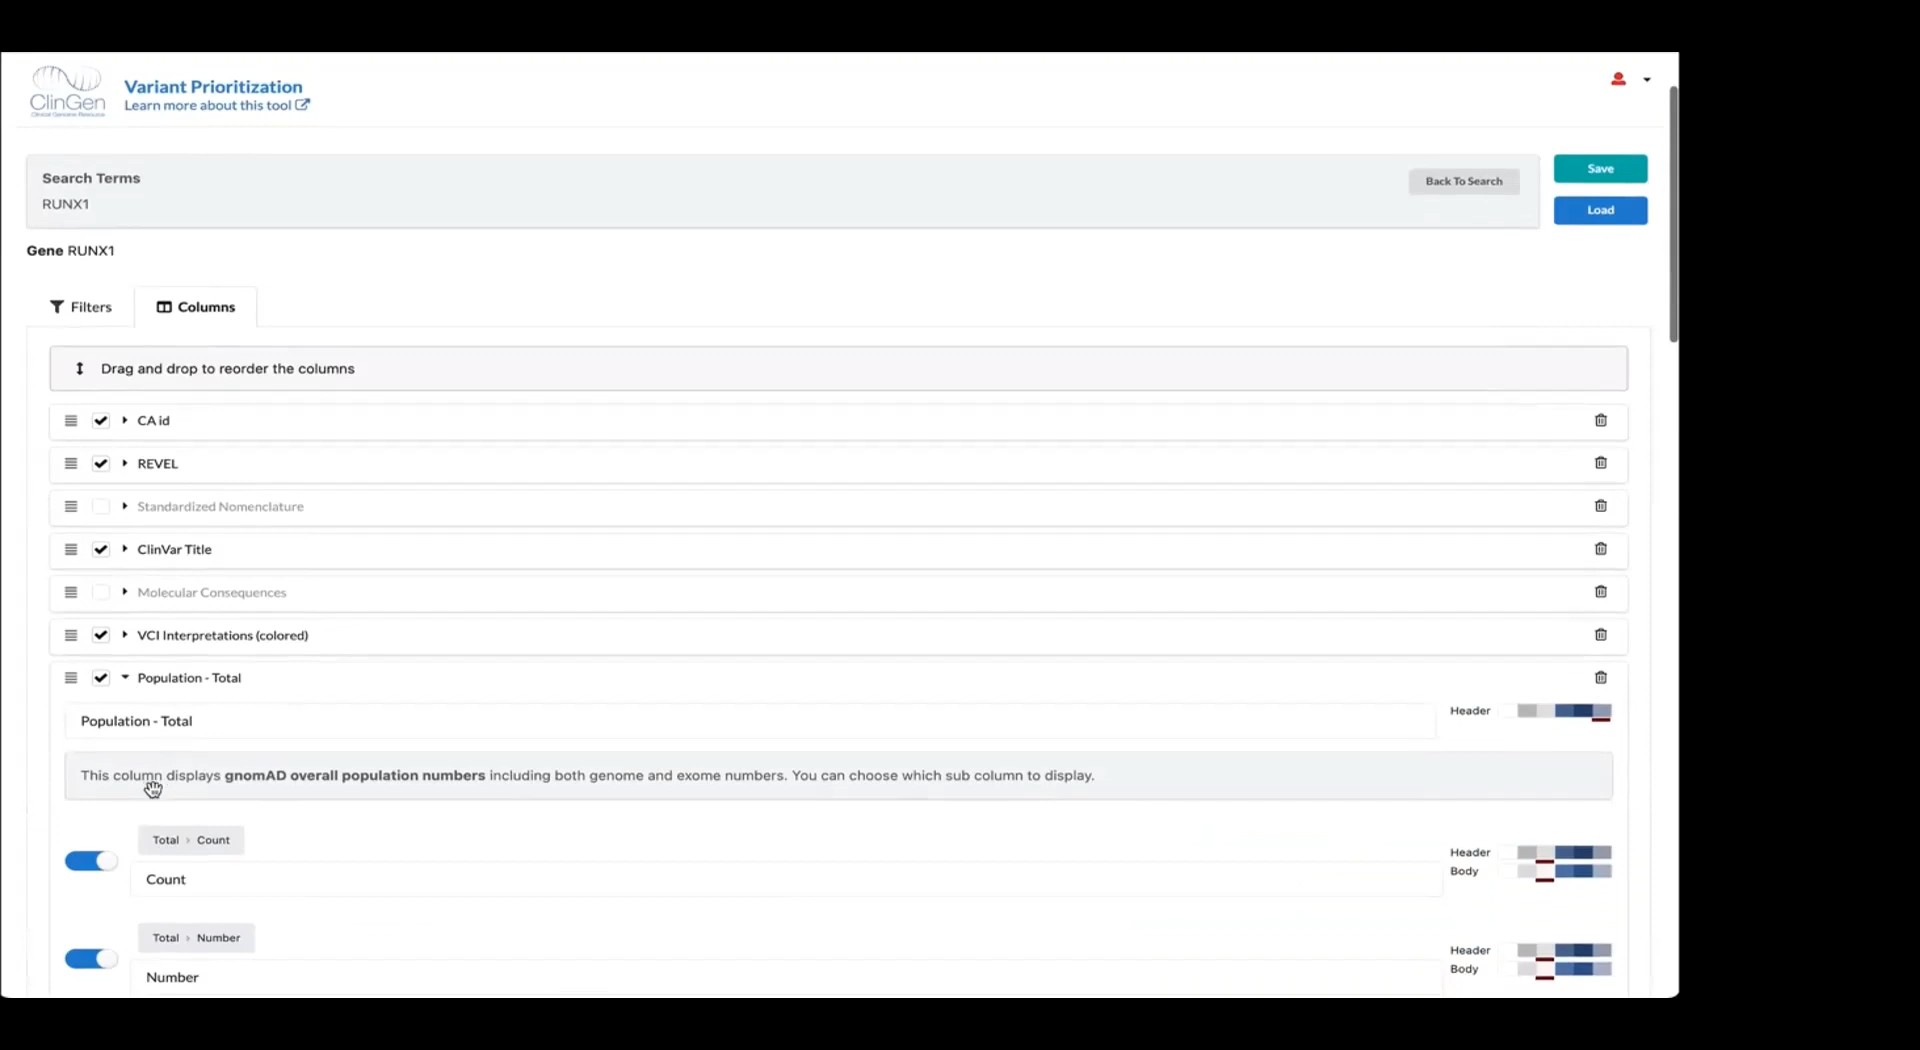 ClinGen
Clinical Genome Resource
Variant Prioritization
Learn more about this tool
Search Terms
RUNX1
Back To Search
Save
Load
Gene RUNX1
Filters
Columns
Drag and drop to reorder the columns
CA id
REVEL
Standardized Nomenclature
ClinVar Title
Molecular Consequences
VCI Interpretations (colored)
Population - Total
Population - Total
Header
This column displays gnomAD overall population numbers including both genome and exome numbers. You can choose which sub column to display.
Total › Count
Count
Header
Body
Total › Number
Number
Header
Body